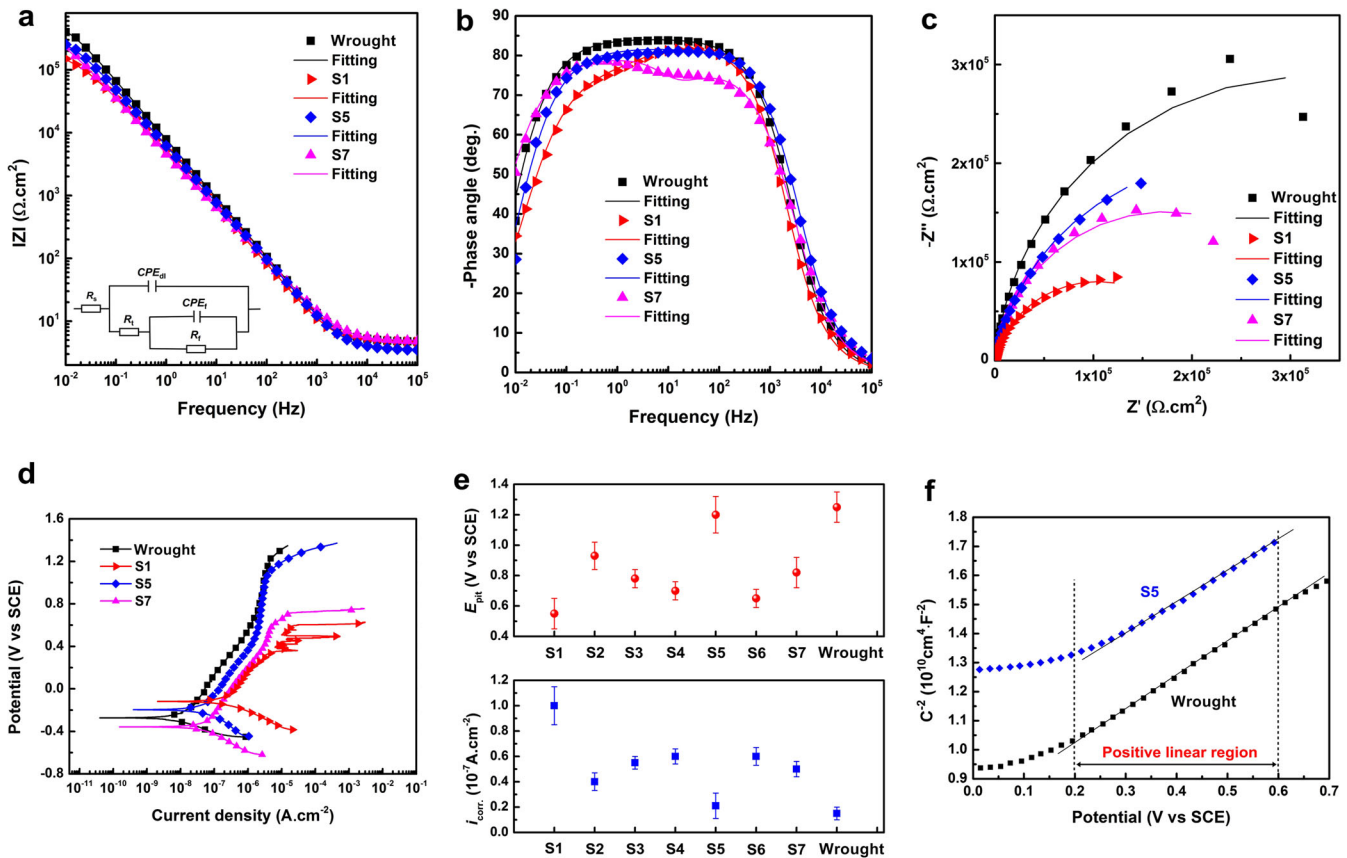 a
|Z| (Ω.cm²)
10⁵
10⁴
10³
10²
10¹
Wrought
Fitting
S1
Fitting
S5
Fitting
S7
Fitting
CPE_dl
R_s
CPE_f
R_t
R_f
10⁻² 10⁻¹ 10⁰ 10¹ 10² 10³ 10⁴ 10⁵
Frequency (Hz)
b
-Phase angle (deg.)
90
80
70
60
50
40
30
20
10
0
Wrought
Fitting
S1
Fitting
S5
Fitting
S7
Fitting
10⁻² 10⁻¹ 10⁰ 10¹ 10² 10³ 10⁴ 10⁵
Frequency (Hz)
c
-Z'' (Ω.cm²)
3x10⁵
2x10⁵
1x10⁵
0
Wrought
Fitting
S1
Fitting
S5
Fitting
S7
Fitting
0 1x10⁵ 2x10⁵ 3x10⁵
Z' (Ω.cm²)
d
Potential (V vs SCE)
1.6
1.2
0.8
0.4
0.0
-0.4
-0.8
Wrought
S1
S5
S7
10⁻¹¹ 10⁻¹⁰ 10⁻⁹ 10⁻⁸ 10⁻⁷ 10⁻⁶ 10⁻⁵ 10⁻⁴ 10⁻³ 10⁻² 10⁻¹
Current density (A.cm⁻²)
e
E_pit (V vs SCE)
1.4
1.2
1.0
0.8
0.6
0.4
S1 S2 S3 S4 S5 S6 S7 Wrought
i_corr. (10⁻⁷A.cm⁻²)
1.2
1.0
0.8
0.6
0.4
0.2
0.0
S1 S2 S3 S4 S5 S6 S7 Wrought
f
C⁻² (10¹⁰cm⁴·F⁻²)
1.8
1.7
1.6
1.5
1.4
1.3
1.2
1.1
1.0
0.9
S5
Wrought
Positive linear region
0.0 0.1 0.2 0.3 0.4 0.5 0.6 0.7
Potential (V vs SCE)